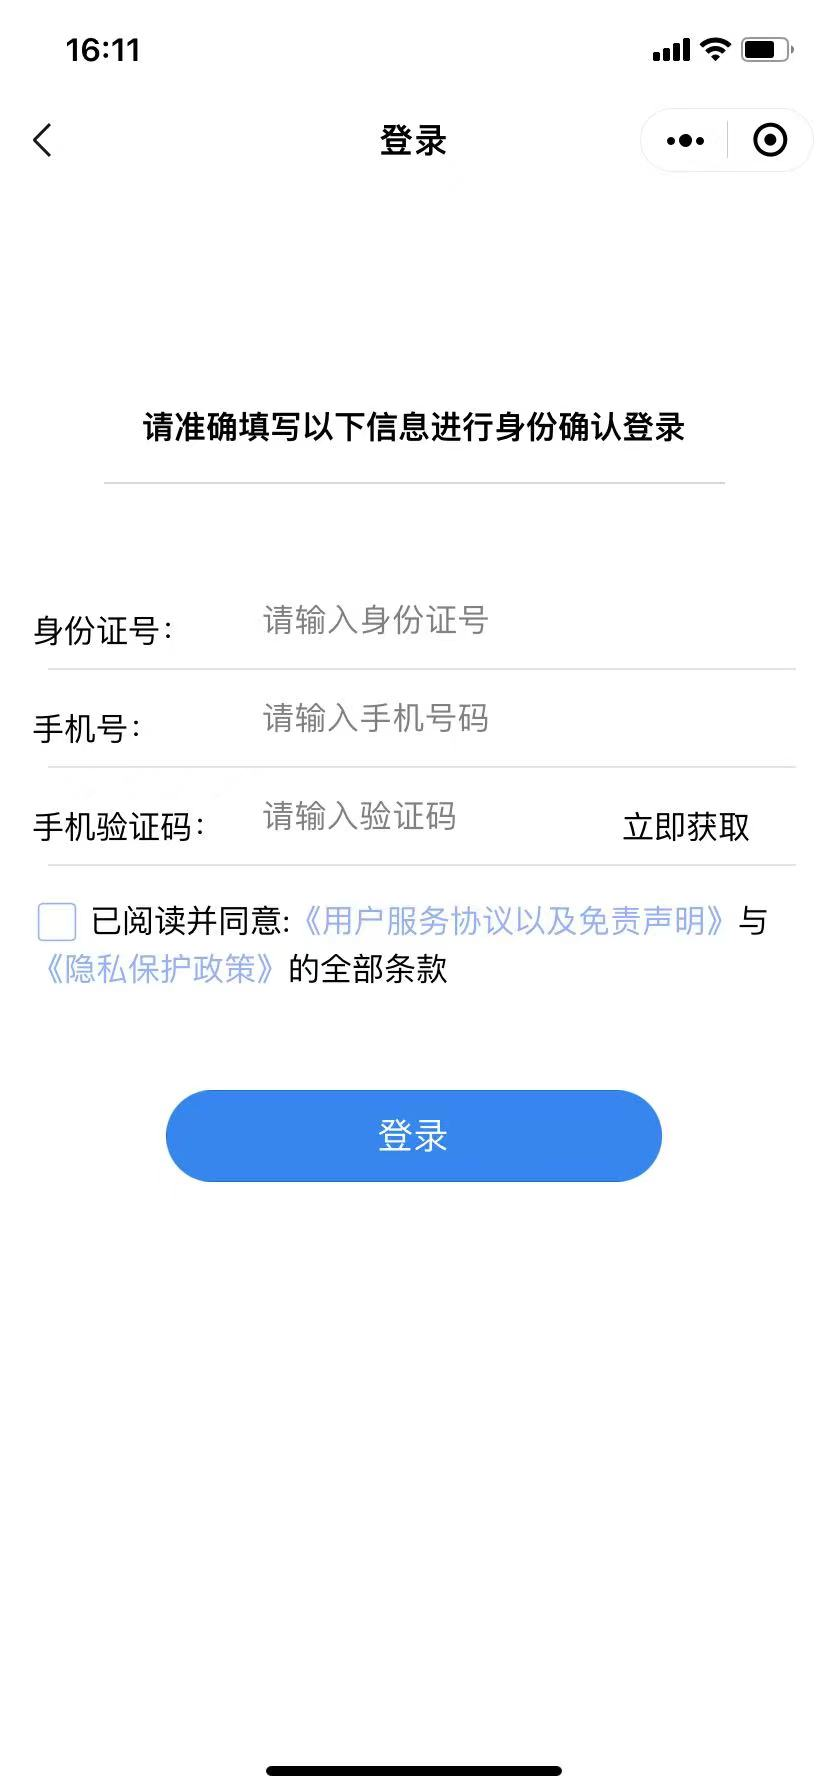 16:11
登录
请准确填写以下信息进行身份确认登录
身份证号: 请输入身份证号
手机号: 请输入手机号码
手机验证码: 请输入验证码 立即获取
已阅读并同意:《用户服务协议以及免责声明》与
《隐私保护政策》的全部条款
登录